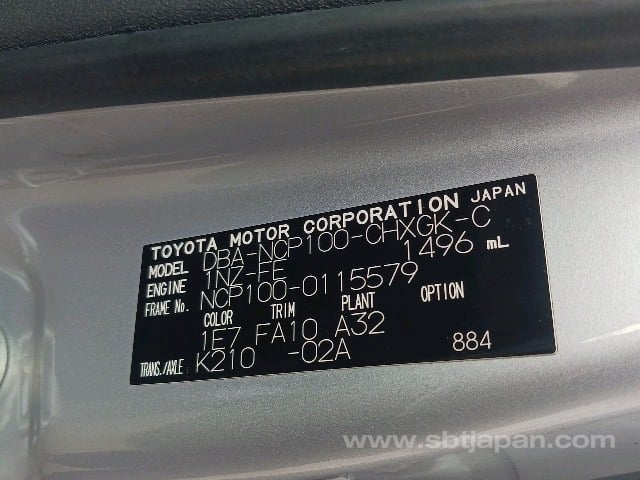 TOYOTA MOTOR CORPORATION JAPAN
MODEL DBA-NCP100-CHXGK-C
ENGINE 1NZ-FE 1496 mL
FRAME No. NCP100-0115579
COLOR TRIM PLANT OPTION
1E7 FA10 A32
TRANS./AXLE K210 -02A 884
www.sbtjapan.com